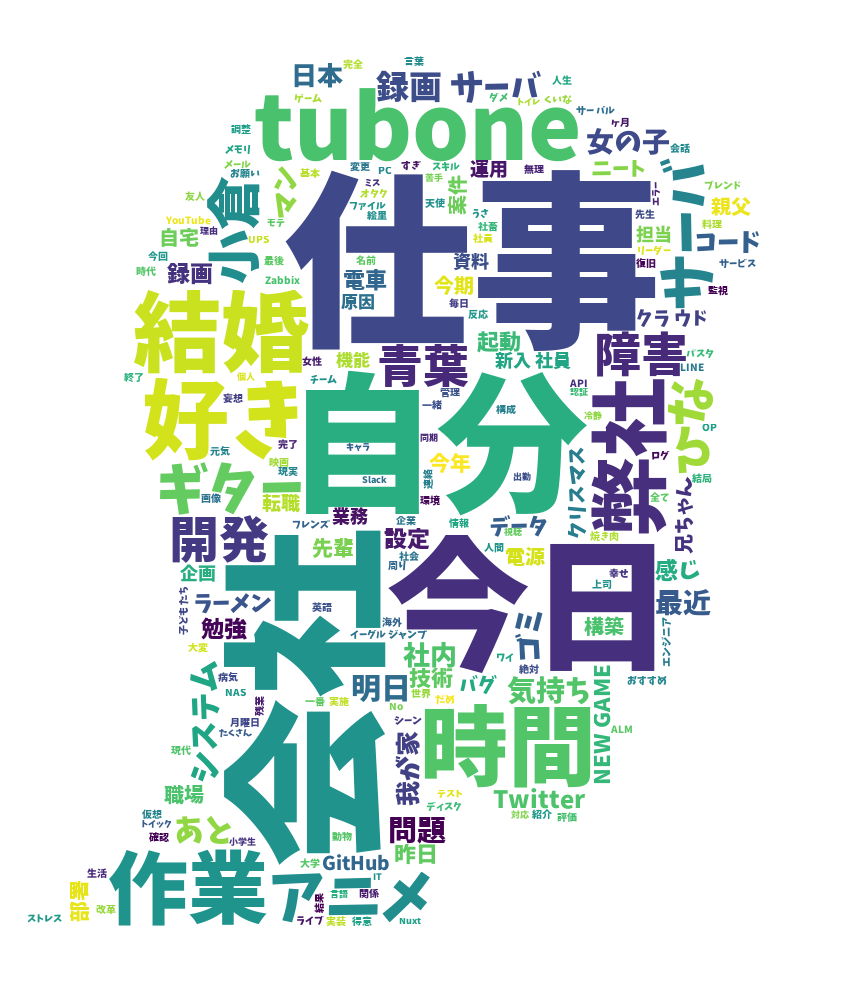 言葉
完全
日本
録画
サーバ
人生
ゲーム
tubone
ダメ
トイレ
くいな
サーバル
ヶ月
調整
メモリ
女の子
会話
メール
お願い
マン
基本
変更
PC
すぎ
スキル
苦手
運用
無理
ニート
サーバ
エラー
ブレンド
友人
小倉
ミス
オタク
ファイル
絵里
天使
案件
仕事
先生
親父
料理
YouTube
理由
モテ
うさ
社畜
社員
担当
リーダー
コード
自宅
UPS
今回
最後
名前
電車
資料
復旧
サービス
時代
録画
Zabbix
原因
今期
毎日
反応
監視
クラウド
結婚
起動
障害
女性
機能
青葉
新入社員
パスタ
LINE
終了
個人
チーム
管理
API
認証
好き
妄想
一緒
構成
冷静
弊社
ひな
OP
元気
完了
自分
同期
キャラ
映画
現実
今年
ログ
ギター
Slack
連絡
出勤
クリスマス
結局
全て
画像
転職
環境
兄ちゃん
開発
フレンズ
業務
企業
情報
データ
視聴
焼き肉
先輩
設定
人間
電源
社会
周り
企画
会社
今日
幸せ
上司
感じ
子どもたち
ラーメン
英語
最近
勉強
海外
イーグルジャンプ
ゴミ
構築
エンジニア
大変
社内
ワイ
絶対
病気
技術
バグ
おすすめ
NAS
明日
世界
気持ち
システム
残業
一番
実施
だめ
No
NEW GAME
月曜日
たくさん
シーン
時間
ALM
現代
我が家
職場
テスト
ディスク
Twitter
仮想
トイック
あと
問題
対応
紹介
評価
確認
小学生
動物
昨日
生活
作業
大学
GitHub
IT
部署
改革
アニメ
言語
関係
結果
ストレス
ライブ
実装
得意
Nuxt